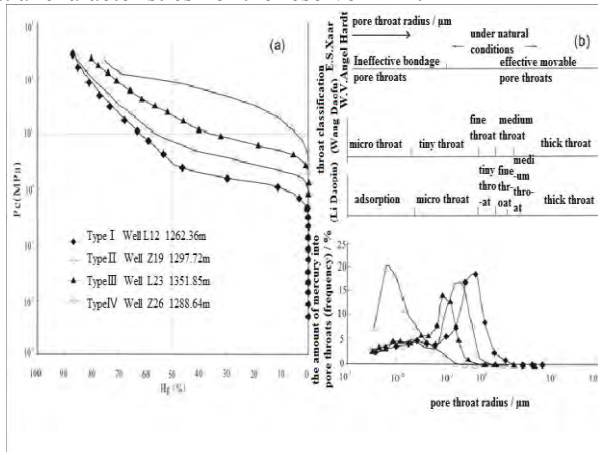 (a)
Pc(MPa)
Type I Well L12 1262.36m
Type II Well Z19 1297.72m
Type III Well L23 1351.85m
Type IV Well Z26 1288.64m
100 90 80 70 60 50 40 30 20 10 0
Hg(%)
(b)
throat classification
E.S.Xaar
W.V.Angel Hardt
pore throat radius / μm
under natural
conditions
Ineffective bondage
pore throats
effective movable
pore throats
(Wang Daofu)
micro throat
tiny throat
fine
throat
medium
throat
thick throat
(Li Daopin)
adsorption
micro throat
tiny
thro
-at
fine
thr-
oat
medi
-um
thro-
at
thick throat
the amount of mercury into
pore throats (frequency) / %
25
20
15
10
5
0
pore throat radius / μm